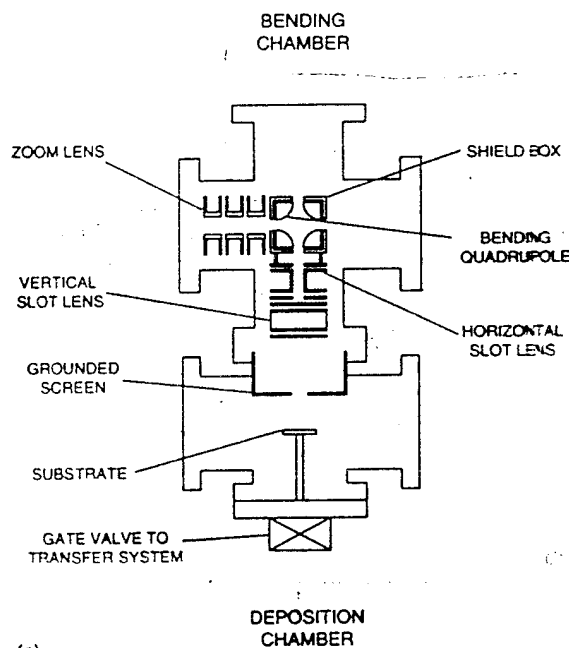 BENDING
CHAMBER
ZOOM LENS
SHIELD BOX
BENDING
QUADRUPOLE
VERTICAL
SLOT LENS
HORIZONTAL
SLOT LENS
GROUNDED
SCREEN
SUBSTRATE
GATE VALVE TO
TRANSFER SYSTEM
DEPOSITION
CHAMBER